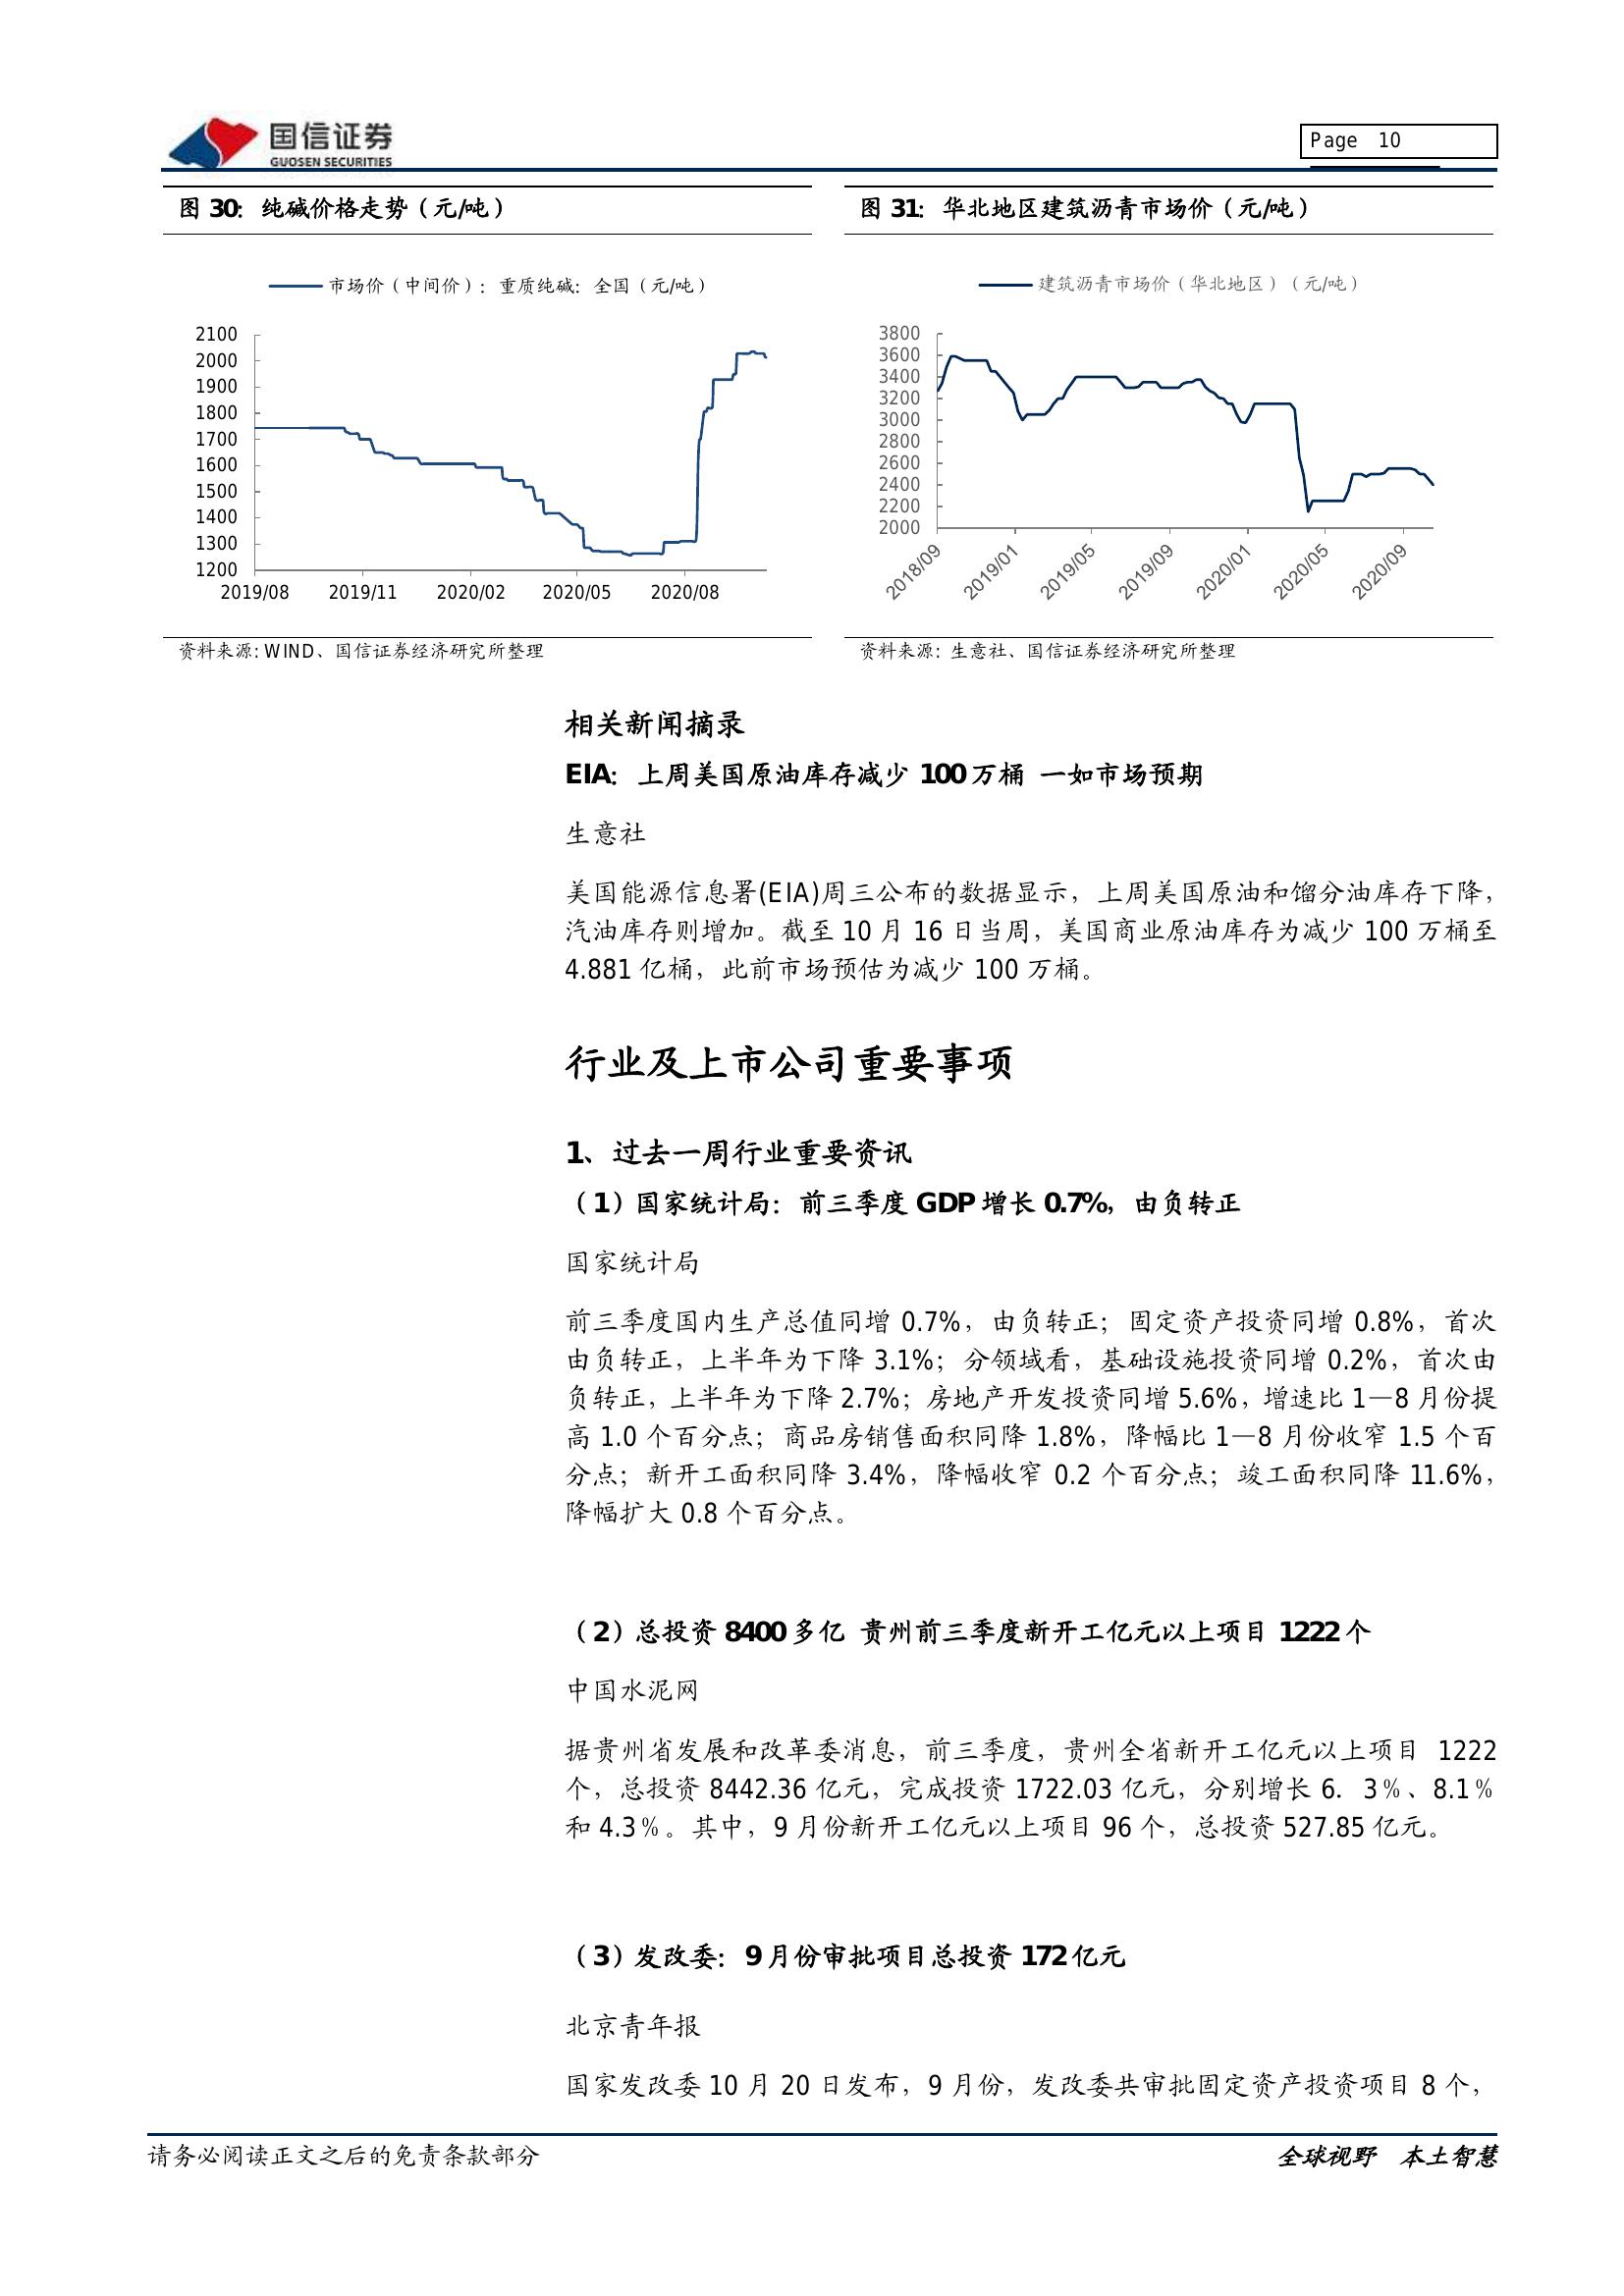 国信证券
GUOSEN SECURITIES
Page 10
图 30：纯碱价格走势（元/吨）
市场价（中间价）：重质纯碱：全国（元/吨）
2100
2000
1900
1800
1700
1600
1500
1400
1300
1200
2019/08 2019/11 2020/02 2020/05 2020/08
资料来源: WIND、国信证券经济研究所整理
图 31：华北地区建筑沥青市场价（元/吨）
建筑沥青市场价（华北地区）（元/吨）
3800
3600
3400
3200
3000
2800
2600
2400
2200
2000
2018/09 2019/01 2019/05 2019/09 2020/01 2020/05 2020/09
资料来源: 生意社、国信证券经济研究所整理
相关新闻摘录
EIA：上周美国原油库存减少 100 万桶 一如市场预期
生意社
美国能源信息署(EIA)周三公布的数据显示，上周美国原油和馏分油库存下降，
汽油库存则增加。截至 10 月 16 日当周，美国商业原油库存为减少 100 万桶至
4.881 亿桶，此前市场预估为减少 100 万桶。
行业及上市公司重要事项
1、过去一周行业重要资讯
（1）国家统计局：前三季度 GDP 增长 0.7%，由负转正
国家统计局
前三季度国内生产总值同增 0.7%，由负转正；固定资产投资同增 0.8%，首次
由负转正，上半年为下降 3.1%；分领域看，基础设施投资同增 0.2%，首次由
负转正，上半年为下降 2.7%；房地产开发投资同增 5.6%，增速比 1—8 月份提
高 1.0 个百分点；商品房销售面积同降 1.8%，降幅比 1—8 月份收窄 1.5 个百
分点；新开工面积同降 3.4%，降幅收窄 0.2 个百分点；竣工面积同降 11.6%，
降幅扩大 0.8 个百分点。
（2）总投资 8400 多亿 贵州前三季度新开工亿元以上项目 1222 个
中国水泥网
据贵州省发展和改革委消息，前三季度，贵州全省新开工亿元以上项目 1222
个，总投资 8442.36 亿元，完成投资 1722.03 亿元，分别增长 6. 3％、8.1％
和 4.3％。其中，9 月份新开工亿元以上项目 96 个，总投资 527.85 亿元。
（3）发改委：9 月份审批项目总投资 172 亿元
北京青年报
国家发改委 10 月 20 日发布，9 月份，发改委共审批固定资产投资项目 8 个，
请务必阅读正文之后的免责条款部分
全球视野 本土智慧